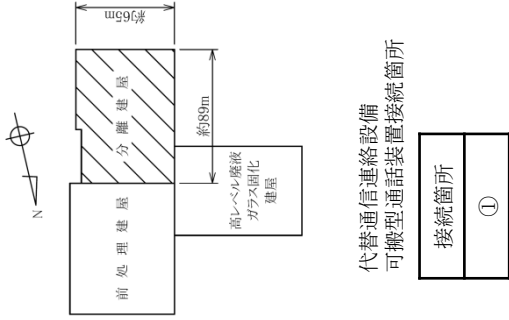 N
約65m
前処理建屋
分離建屋
約89m
高レベル廃液
ガラス固化
建屋
代替通信連絡設備
可搬型通話装置接続箇所
接続箇所
①